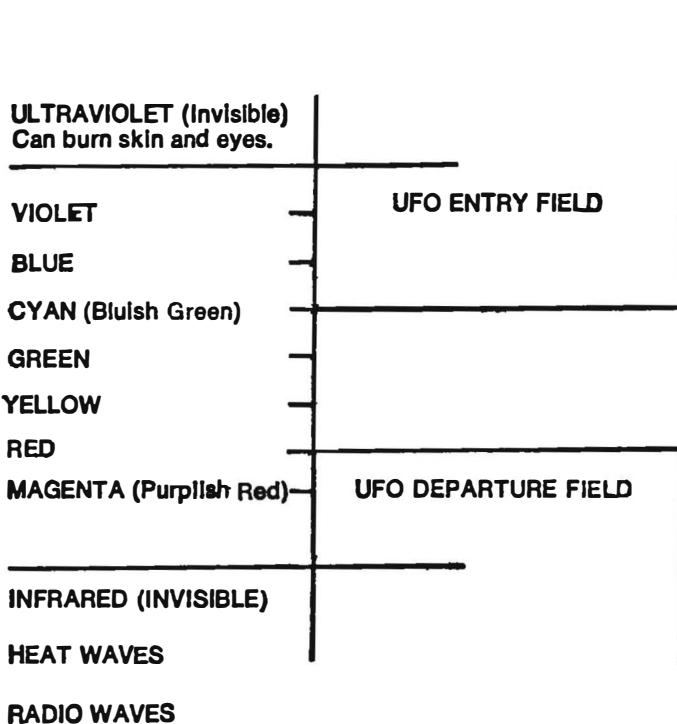 ULTRAVIOLET (Invisible)
Can burn skin and eyes.
VIOLET
UFO ENTRY FIELD
BLUE
CYAN (Bluish Green)
GREEN
YELLOW
RED
MAGENTA (Purplish Red)
UFO DEPARTURE FIELD
INFRARED (INVISIBLE)
HEAT WAVES
RADIO WAVES